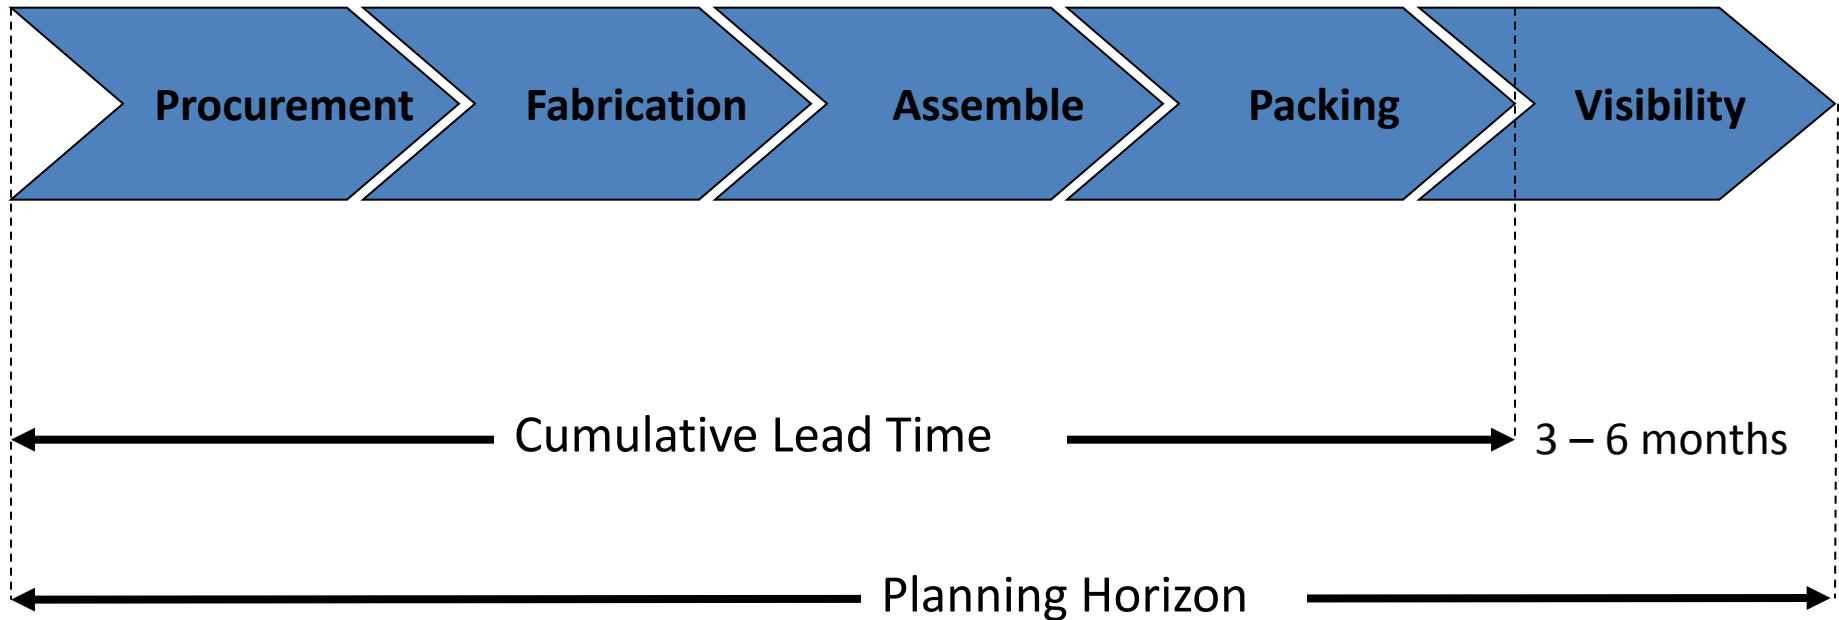 Procurement
Fabrication
Assemble
Packing
Visibility
Cumulative Lead Time
3 – 6 months
Planning Horizon